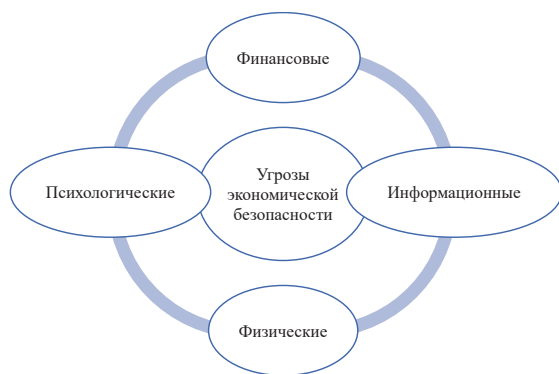 Финансовые
Психологические
Угрозы
экономической
безопасности
Информационные
Физические